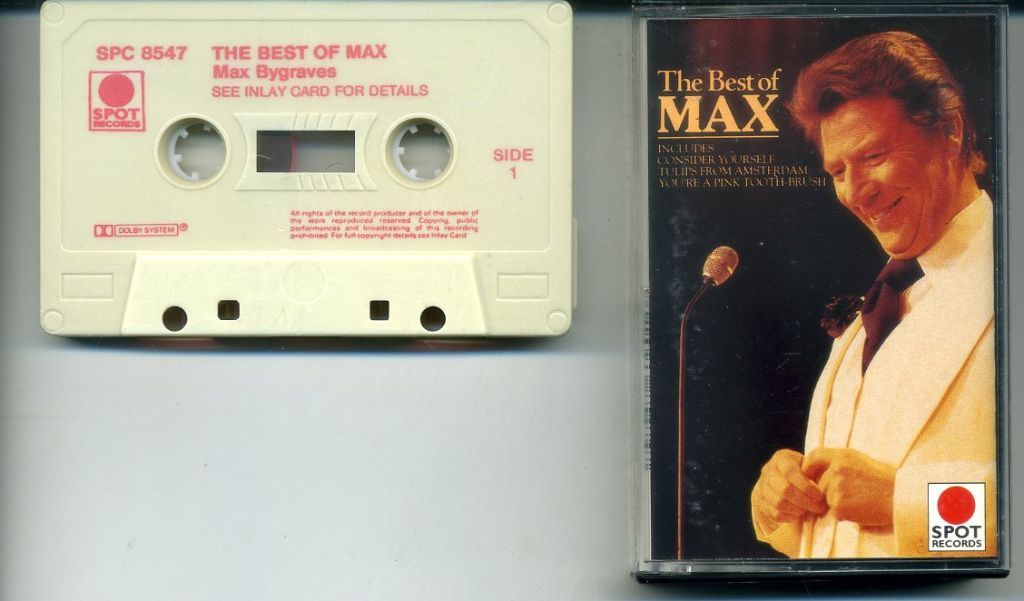 SPC 8547
THE BEST OF MAX
Max Bygraves
SEE INLAY CARD FOR DETAILS
SPOT
RECORDS
SIDE
1
DOLBY SYSTEM®
All rights of the record producer and of the owner of
the work reproduced reserved Copying, public
performances and broadcasting of this recording
prohibited For full copyright details see Inlay Card
The Best of
MAX
INCLUDES
CONSIDER YOURSELF
TULIPS FROM AMSTERDAM
YOU'RE A PINK TOOTH-BRUSH
SPOT
RECORDS